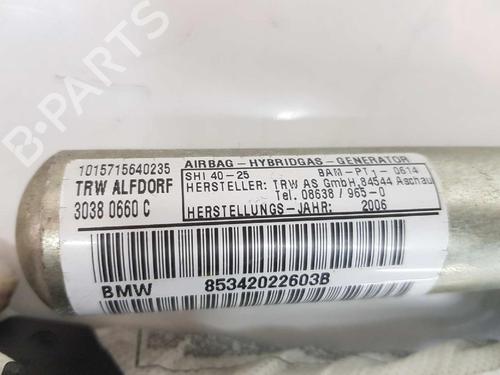 1015715640235
TRW ALFDORF
3038 0660 C
AIRBAG - HYBRIDGAS - GENERATOR
SHI 40-25 BAM-PT1- 0614
HERSTELLER: TRW AS GmbH, 84544 Aschau
Tel. 08638 / 965-0
HERSTELLUNGS-JAHR: 2006
BMW 85342022603B
B-PARTS